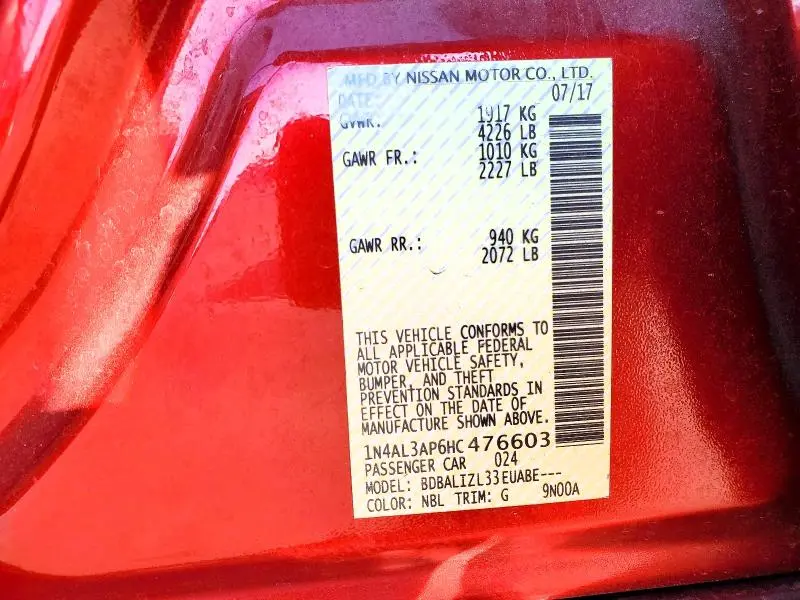 MFD BY NISSAN MOTOR CO., LTD.
DATE: 07/17
GVWR: 1917 KG
4226 LB
GAWR FR.: 1010 KG
2227 LB
GAWR RR.: 940 KG
2072 LB
THIS VEHICLE CONFORMS TO
ALL APPLICABLE FEDERAL
MOTOR VEHICLE SAFETY,
BUMPER, AND THEFT
PREVENTION STANDARDS IN
EFFECT ON THE DATE OF
MANUFACTURE SHOWN ABOVE.
1N4AL3AP6HC476603
PASSENGER CAR 024
MODEL: BDBALIZL33EUABE---
COLOR: NBL TRIM: G 9N00A